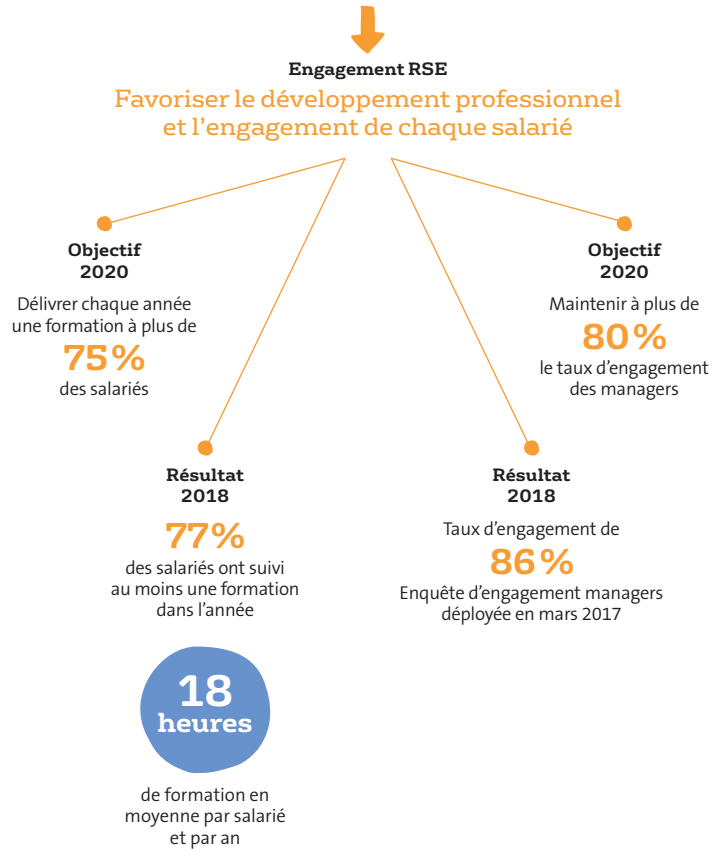 Engagement RSE
Favoriser le développement professionnel
et l'engagement de chaque salarié
Objectif
2020
Délivrer chaque année
une formation à plus de
75 %
des salariés
Objectif
2020
Maintenir à plus de
80 %
le taux d'engagement
des managers
Résultat
2018
77 %
des salariés ont suivi
au moins une formation
dans l'année
18
heures
de formation en
moyenne par salarié
et par an
Résultat
2018
Taux d'engagement de
86 %
Enquête d'engagement managers
déployée en mars 2017